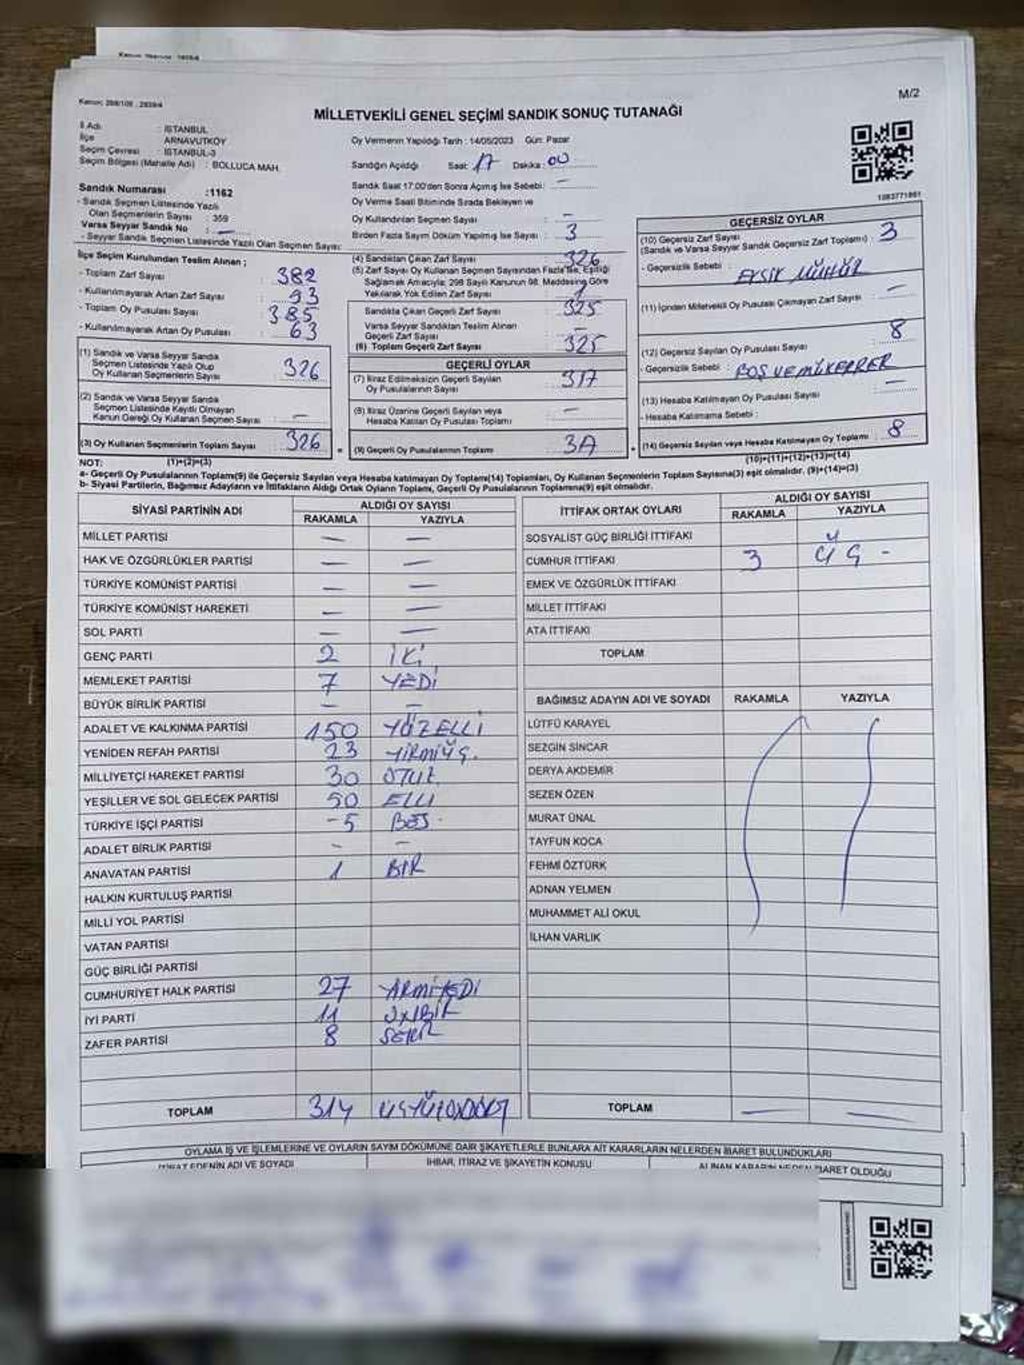 Kanun: 298/105 , 2839/4
M/2
MİLLETVEKİLİ GENEL SEÇİMİ SANDIK SONUÇ TUTANAĞI
İl Adı : İSTANBUL
İlçe ARNAVUTKÖY
Seçim Çevresi : İSTANBUL-3
Seçim Bölgesi (Mahalle Adı) : BOLLUCA MAH.
Oy Vermenin Yapıldığı Tarih : 14/05/2023 Gün: Pazar
Sandığın Açıldığı Saat: 17 Dakika: 00
Sandık Saat 17:00'den Sonra Açılmış İse Sebebi: —
Oy Verme Saati Bitiminde Sırada Bekleyen ve
Oy Kullandırılan Seçmen Sayısı : —
Birden Fazla Sayım Döküm Yapılmış İse Sayısı : 3
Sandık Numarası :1162
- Sandık Seçmen Listesinde Yazılı
Olan Seçmenlerin Sayısı : 359
Varsa Seyyar Sandık No : —
- Seyyar Sandık Seçmen Listesinde Yazılı Olan Seçmen Sayısı:
İlçe Seçim Kurulundan Teslim Alınan ;
- Toplam Zarf Sayısı : 382
- Kullanılmayarak Artan Zarf Sayısı : 93
- Toplam Oy Pusulası Sayısı : 385
- Kullanılmayarak Artan Oy Pusulası : 63
(1) Sandık ve Varsa Seyyar Sandık
Seçmen Listesinde Yazılı Olup
Oy Kullanan Seçmenlerin Sayısı : 326
(2) Sandık ve Varsa Seyyar Sandık
Seçmen Listesinde Kayıtlı Olmayan
Kanun Gereği Oy Kullanan Seçmen Sayısı : —
(3) Oy Kullanan Seçmenlerin Toplam Sayısı : 326
(4) Sandıktan Çıkan Zarf Sayısı : 326
(5) Zarf Sayısı Oy Kullanan Seçmen Sayısından Fazla İse, Eşitliği
Sağlamak Amacıyla; 298 Sayılı Kanunun 98. Maddesine Göre
Yakılarak Yok Edilen Zarf Sayısı : 1
Sandıkta Çıkan Geçerli Zarf Sayısı : 325
Varsa Seyyar Sandıktan Teslim Alınan
Geçerli Zarf Sayısı : —
(6) Toplam Geçerli Zarf Sayısı : 325
GEÇERLİ OYLAR
(7) İtiraz Edilmeksizin Geçerli Sayılan
Oy Pusulalarının Sayısı : 317
(8) İtiraz Üzerine Geçerli Sayılan veya
Hesaba Katılan Oy Pusulası Toplamı : —
(9) Geçerli Oy Pusulalarının Toplamı :
1083771861
GEÇERSİZ OYLAR
(10) Geçersiz Zarf Sayısı
(Sandık ve Varsa Seyyar Sandık Geçersiz Zarf Toplamı) : 3
- Geçersizlik Sebebi : EKSİK MÜHÜR
(11) İçinden Milletvekili Oy Pusulası Çıkmayan Zarf Sayısı : —
(12) Geçersiz Sayılan Oy Pusulası Sayısı : 8
- Geçersizlik Sebebi : BOŞ VE MÜKERRER
(13) Hesaba Katılmayan Oy Pusulası Sayısı : —
- Hesaba Katılmama Sebebi :
(14) Geçersiz Sayılan veya Hesaba Katılmayan Oy Toplamı : 8
NOT: (1)+(2)=(3)
(10)+(11)+(12)+(13)=(14)
a- Geçerli Oy Pusulalarının Toplamı(9) ile Geçersiz Sayılan veya Hesaba katılmayan Oy Toplamı(14) Toplamları, Oy Kullanan Seçmenlerin Toplam Sayısına(3) eşit olmalıdır. (9)+(14)=(3)
b- Siyasi Partilerin, Bağımsız Adayların ve İttifakların Aldığı Ortak Oyların Toplamı, Geçerli Oy Pusulalarının Toplamına(9) eşit olmalıdır.
SİYASİ PARTİNİN ADI
ALDIĞI OY SAYISI
RAKAMLA YAZIYLA
MİLLET PARTİSİ — —
HAK VE ÖZGÜRLÜKLER PARTİSİ — —
TÜRKİYE KOMÜNİST PARTİSİ — —
TÜRKİYE KOMÜNİST HAREKETİ — —
SOL PARTİ — —
GENÇ PARTİ 2 İKİ
MEMLEKET PARTİSİ 7 YEDİ
BÜYÜK BİRLİK PARTİSİ — —
ADALET VE KALKINMA PARTİSİ 150 YÜZELLİ
YENİDEN REFAH PARTİSİ 23 YİRMİÜÇ.
MİLLİYETÇİ HAREKET PARTİSİ 30 OTUZ
YEŞİLLER VE SOL GELECEK PARTİSİ 50 ELLİ
TÜRKİYE İŞÇİ PARTİSİ -5 BEŞ -
ADALET BİRLİK PARTİSİ - —
ANAVATAN PARTİSİ 1 BİR
HALKIN KURTULUŞ PARTİSİ
MİLLİ YOL PARTİSİ
VATAN PARTİSİ
GÜÇ BİRLİĞİ PARTİSİ
CUMHURİYET HALK PARTİSİ 27
İYİ PARTİ 11
ZAFER PARTİSİ 8
TOPLAM 314
İTTİFAK ORTAK OYLARI
ALDIĞI OY SAYISI
RAKAMLA YAZIYLA
SOSYALİST GÜÇ BİRLİĞİ İTTİFAKI
CUMHUR İTTİFAKI 3 ÜÇ -
EMEK VE ÖZGÜRLÜK İTTİFAKI
MİLLET İTTİFAKI
ATA İTTİFAKI
TOPLAM
BAĞIMSIZ ADAYIN ADI VE SOYADI RAKAMLA YAZIYLA
LÜTFÜ KARAYEL
SEZGİN SİNCAR
DERYA AKDEMİR
SEZEN ÖZEN
MURAT ÜNAL
TAYFUN KOCA
FEHMİ ÖZTÜRK
ADNAN YELMEN
MUHAMMET ALİ OKUL
İLHAN VARLIK
TOPLAM — —
OYLAMA İŞ VE İŞLEMLERİNE VE OYLARIN SAYIM DÖKÜMÜNE DAİR ŞİKAYETLERLE BUNLARA AİT KARARLARIN NELERDEN İBARET BULUNDUKLARI
İTİRAZ EDENİN ADI VE SOYADI
İHBAR, İTİRAZ VE ŞİKAYETİN KONUSU
ALINAN KARARIN NEDEN İBARET OLDUĞU